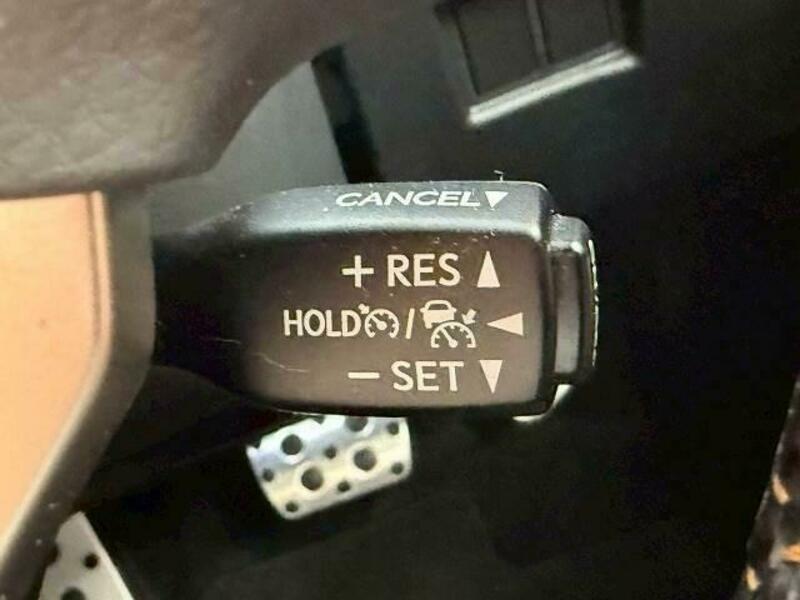 CANCEL▼
+ RES ▲
HOLD / ◀
− SET ▼